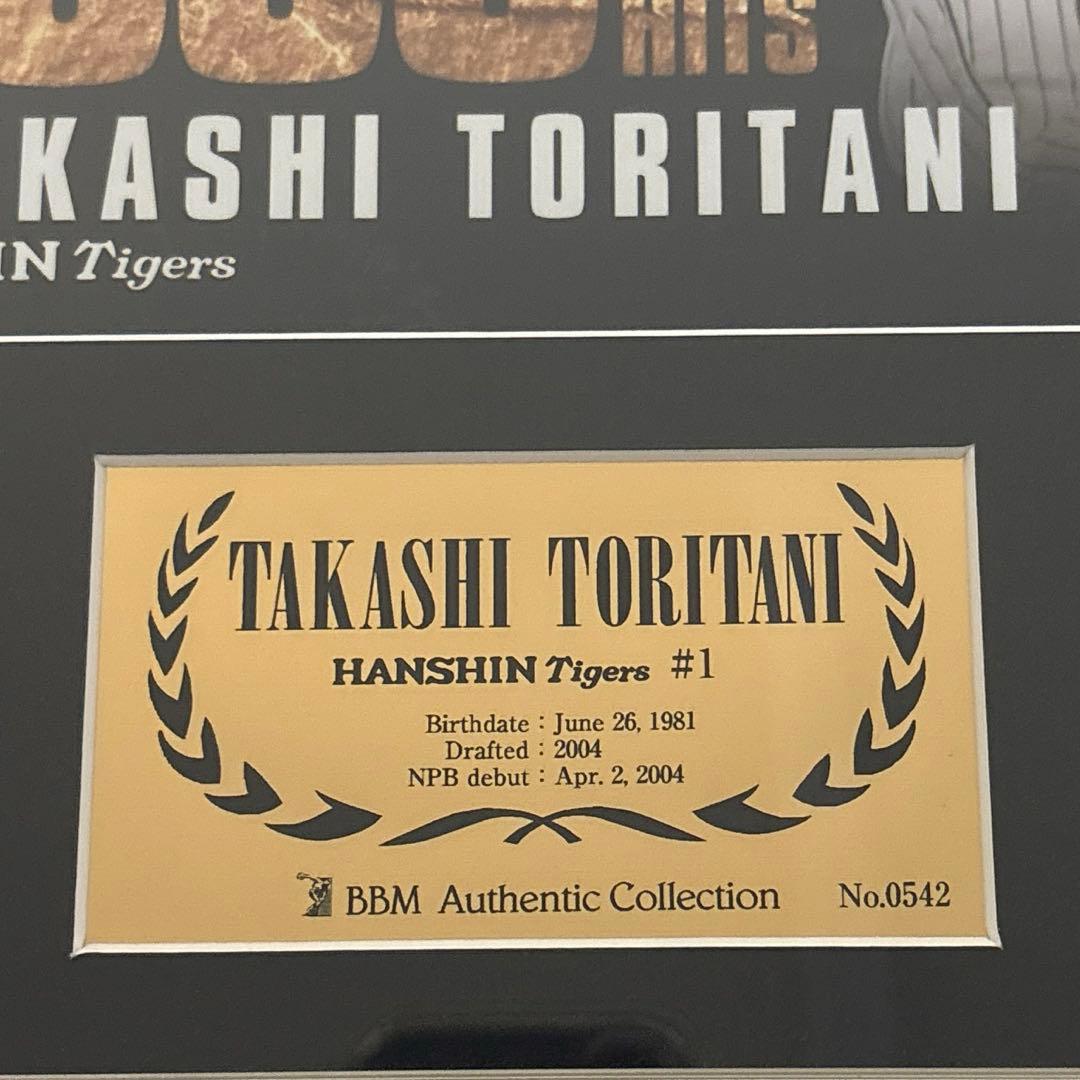 HITS
KASHI TORITANI
IN Tigers
TAKASHI TORITANI
HANSHIN Tigers #1
Birthdate : June 26, 1981
Drafted : 2004
NPB debut : Apr. 2, 2004
BBM Authentic Collection No.0542